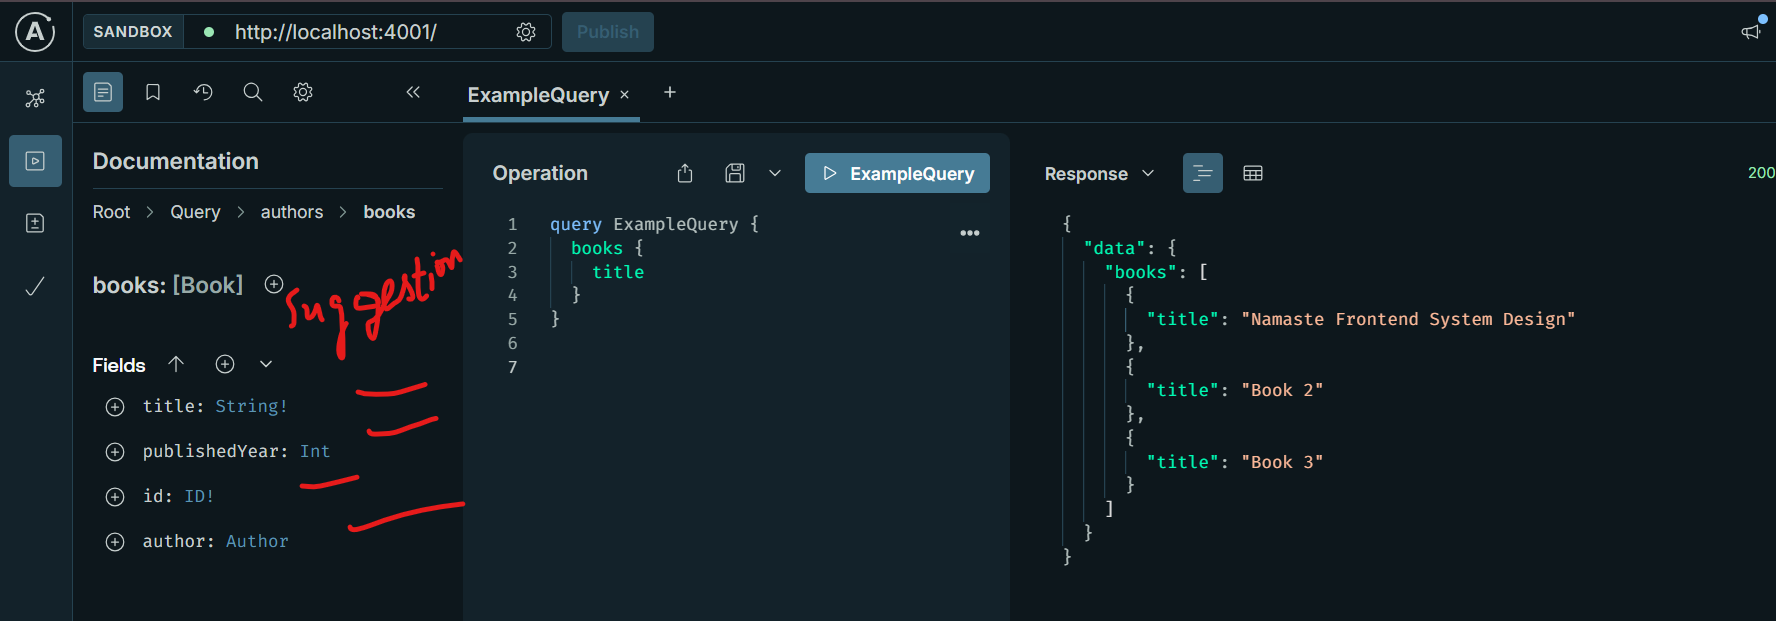 SANDBOX http://localhost:4001/ Publish
ExampleQuery × +
Documentation
Root > Query > authors > books
books: [Book]
suggestion
Fields
title: String!
publishedYear: Int
id: ID!
author: Author
Operation ExampleQuery
1 query ExampleQuery {
2 books {
3 title
4 }
5 }
6
7
Response 200
{
"data": {
"books": [
{
"title": "Namaste Frontend System Design"
},
{
"title": "Book 2"
},
{
"title": "Book 3"
}
]
}
}